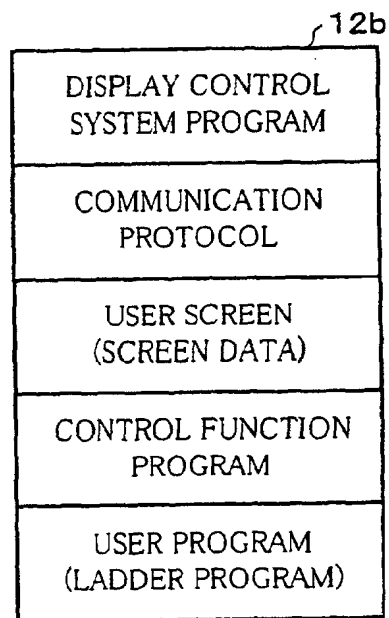 12b
DISPLAY CONTROL
SYSTEM PROGRAM
COMMUNICATION
PROTOCOL
USER SCREEN
(SCREEN DATA)
CONTROL FUNCTION
PROGRAM
USER PROGRAM
(LADDER PROGRAM)